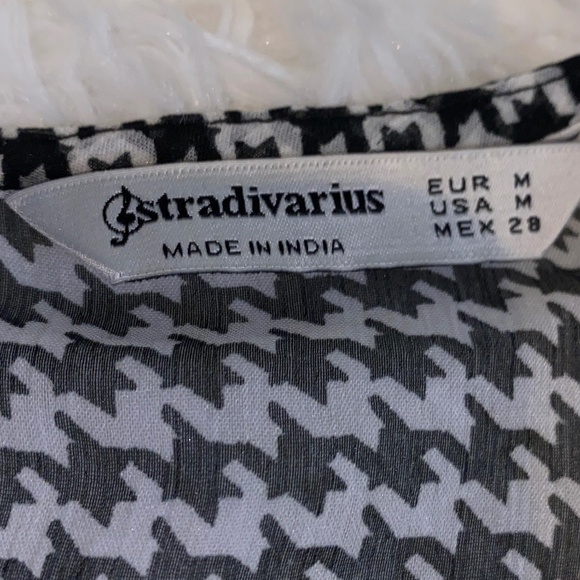 stradivarius
MADE IN INDIA
EUR M
USA M
MEX 28